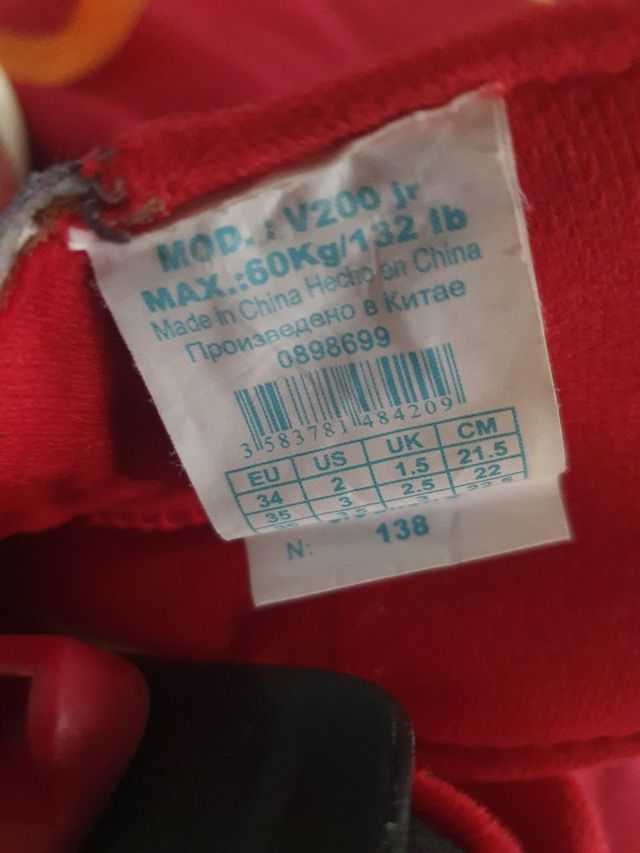 MOD. : V200 jr
MAX.:60Kg/132 lb
Made in China Hecho en China
Произведено в Китае
0898699
3 583781 484209
EU US UK CM
34 2 1.5 21.5
35 3 2.5 22
N: 138